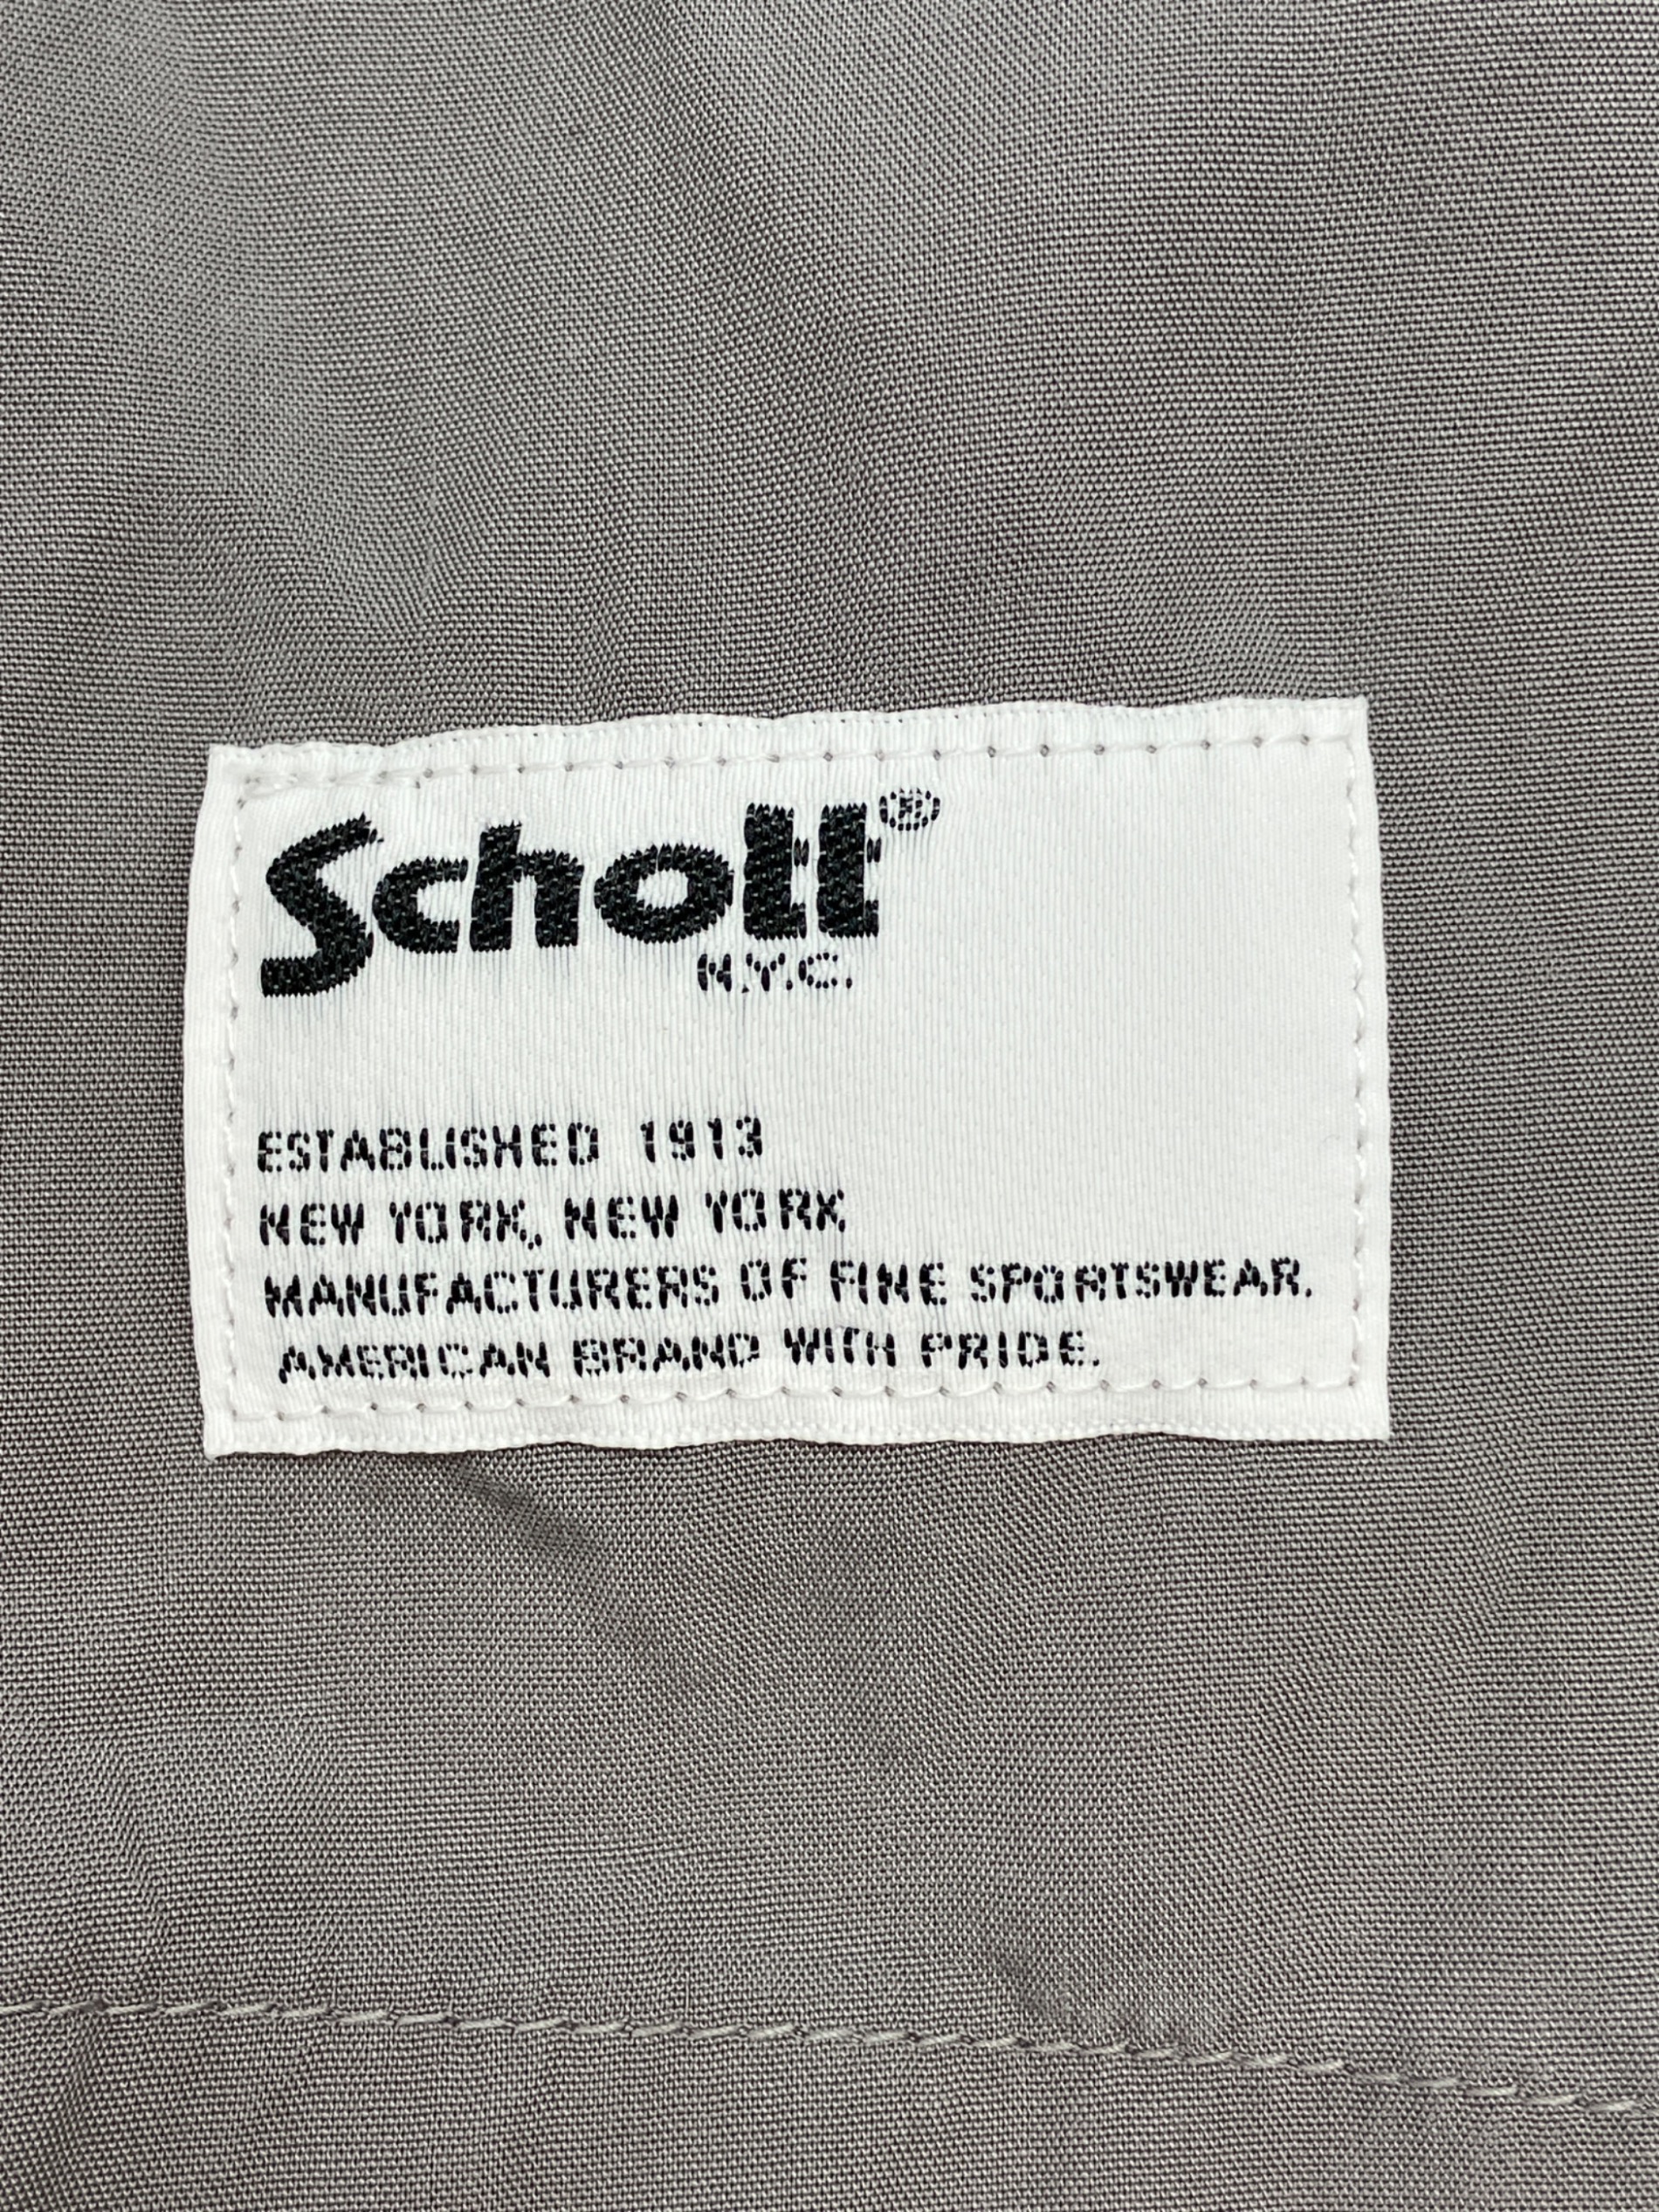 Schott®
N.Y.C.
ESTABLISHED 1913
NEW YORK, NEW YORK
MANUFACTURERS OF FINE SPORTSWEAR.
AMERICAN BRAND WITH PRIDE.